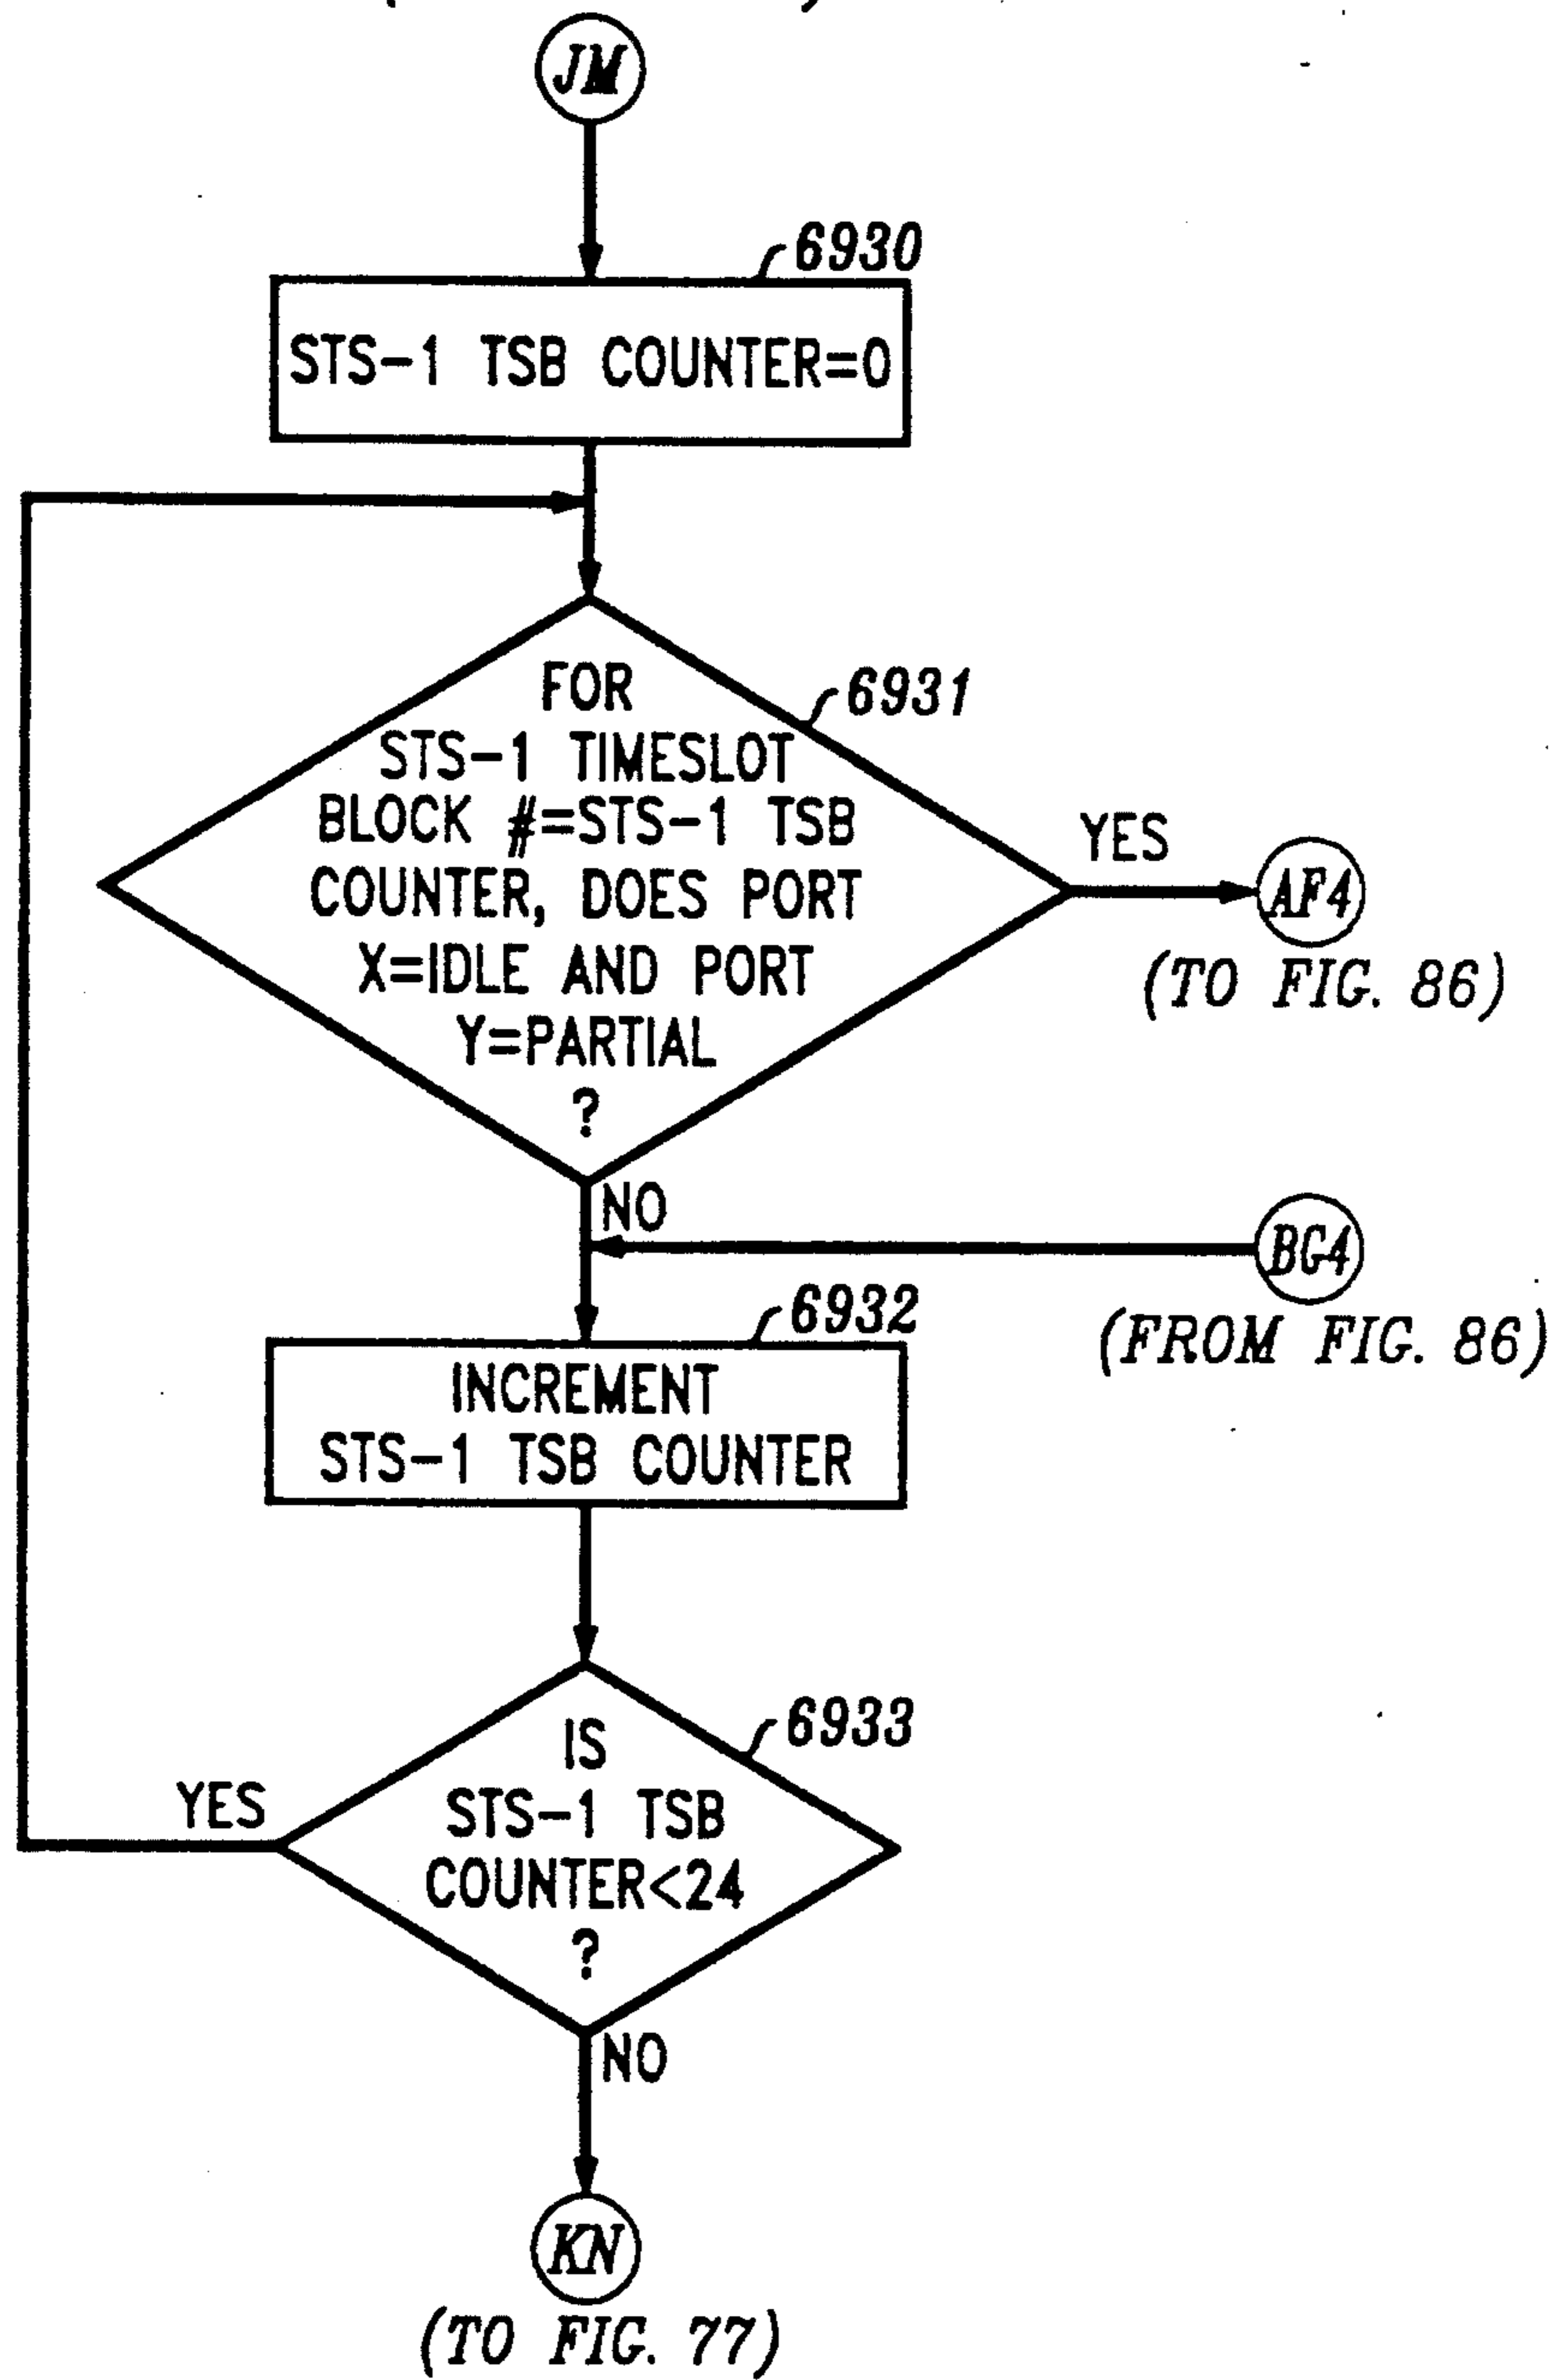 JM
6930
STS-1 TSB COUNTER=0
FOR
6931
STS-1 TIMESLOT
BLOCK #=STS-1 TSB
COUNTER, DOES PORT
X=IDLE AND PORT
Y=PARTIAL
?
YES
AF4
(TO FIG. 86)
NO
BG4
(FROM FIG. 86)
6932
INCREMENT
STS-1 TSB COUNTER
6933
IS
STS-1 TSB
COUNTER<24
?
YES
NO
KN
(TO FIG. 77)